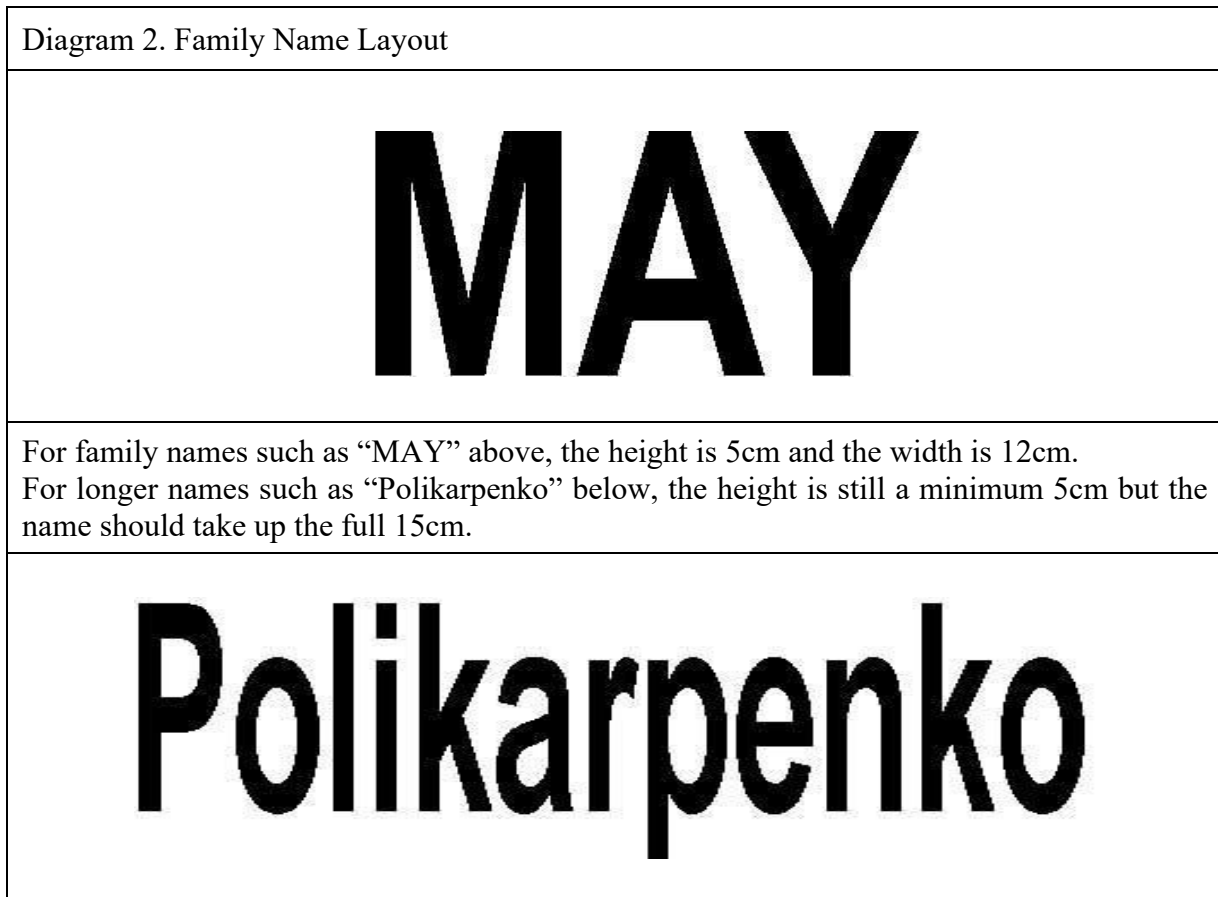 Diagram 2. Family Name Layout
MAY
For family names such as “MAY” above, the height is 5cm and the width is 12cm.
For longer names such as “Polikarpenko” below, the height is still a minimum 5cm but the
name should take up the full 15cm.
Polikarpenko